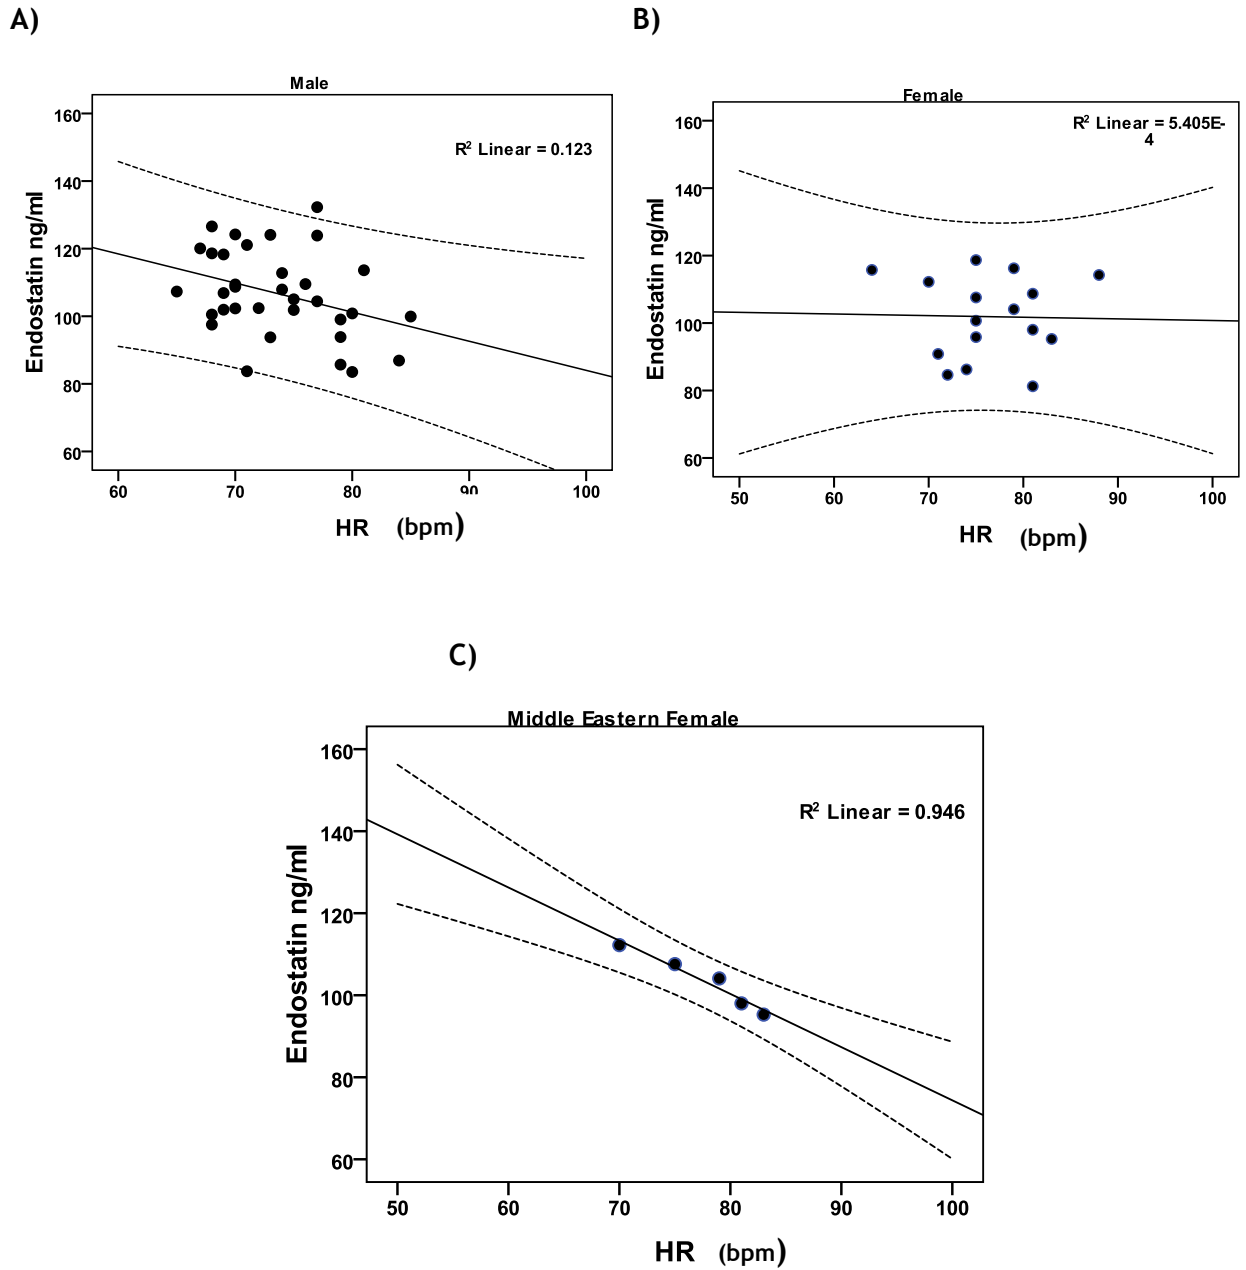 A)
B)
Male
Female
160
140
120
100
80
60
R² Linear = 0.123
Endostatin ng/ml
60 70 80 90 100
HR (bpm)
160
140
120
100
80
60
R² Linear = 5.405E-
4
Endostatin ng/ml
50 60 70 80 90 100
HR (bpm)
C)
Middle Eastern Female
160
140
120
100
80
60
R² Linear = 0.946
Endostatin ng/ml
50 60 70 80 90 100
HR (bpm)